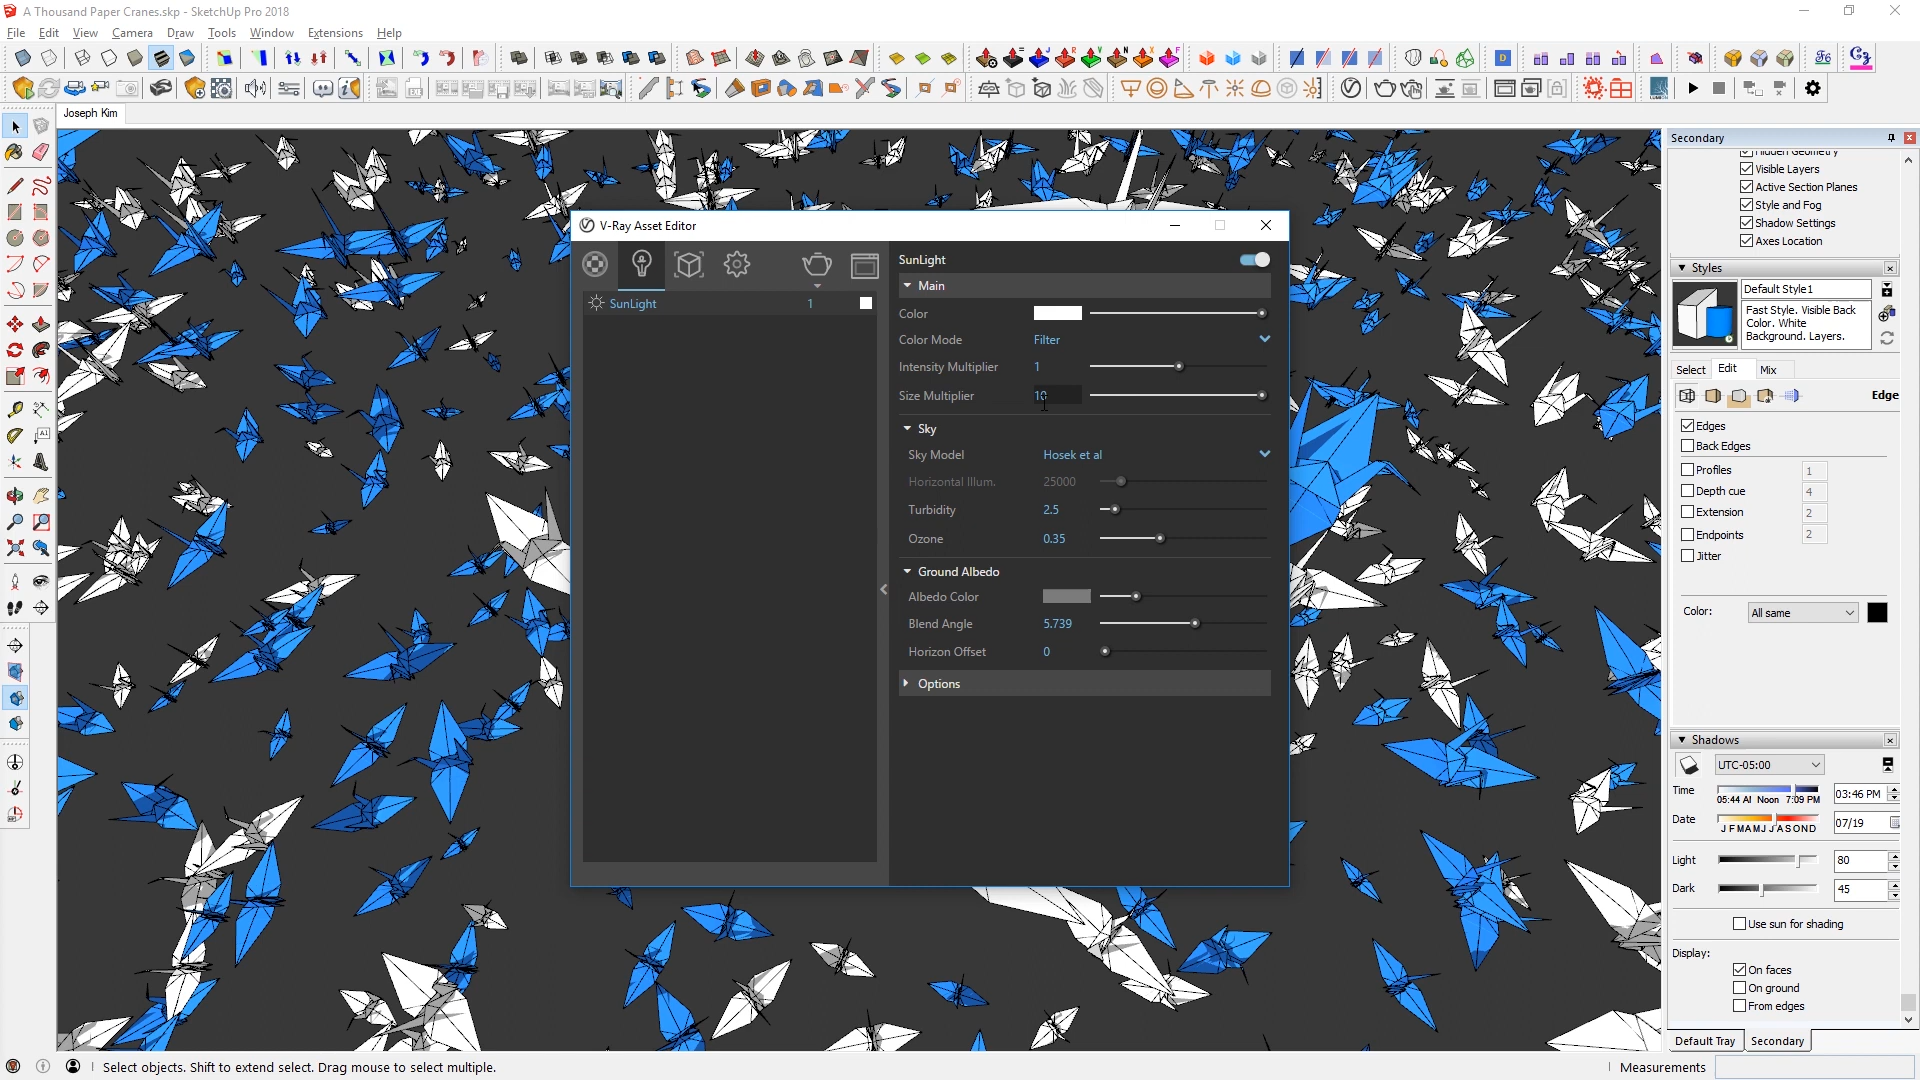 A Thousand Paper Cranes.skp - SketchUp Pro 2018
File Edit View Camera Draw Tools Window Extensions Help
Joseph Kim
Secondary
Hidden Geometry
Visible Layers
Active Section Planes
Style and Fog
Shadow Settings
Axes Location
Styles
Default Style1
Fast Style. Visible Back
Color. White
Background. Layers.
Select Edit Mix
Edge
Edges
Back Edges
Profiles 1
Depth cue 4
Extension 2
Endpoints 2
Jitter
Color: All same
Shadows
UTC-05:00
Time 05:44 AM Noon 7:09 PM 03:46 PM
Date J F M A M J J A S O N D 07/19
Light 80
Dark 45
Use sun for shading
Display:
On faces
On ground
From edges
Default Tray Secondary
V-Ray Asset Editor
SunLight 1
SunLight
Main
Color
Color Mode Filter
Intensity Multiplier 1
Size Multiplier 10
Sky
Sky Model Hosek et al
Horizontal Illum. 25000
Turbidity 2.5
Ozone 0.35
Ground Albedo
Albedo Color
Blend Angle 5.739
Horizon Offset 0
Options
Select objects. Shift to extend select. Drag mouse to select multiple.
Measurements